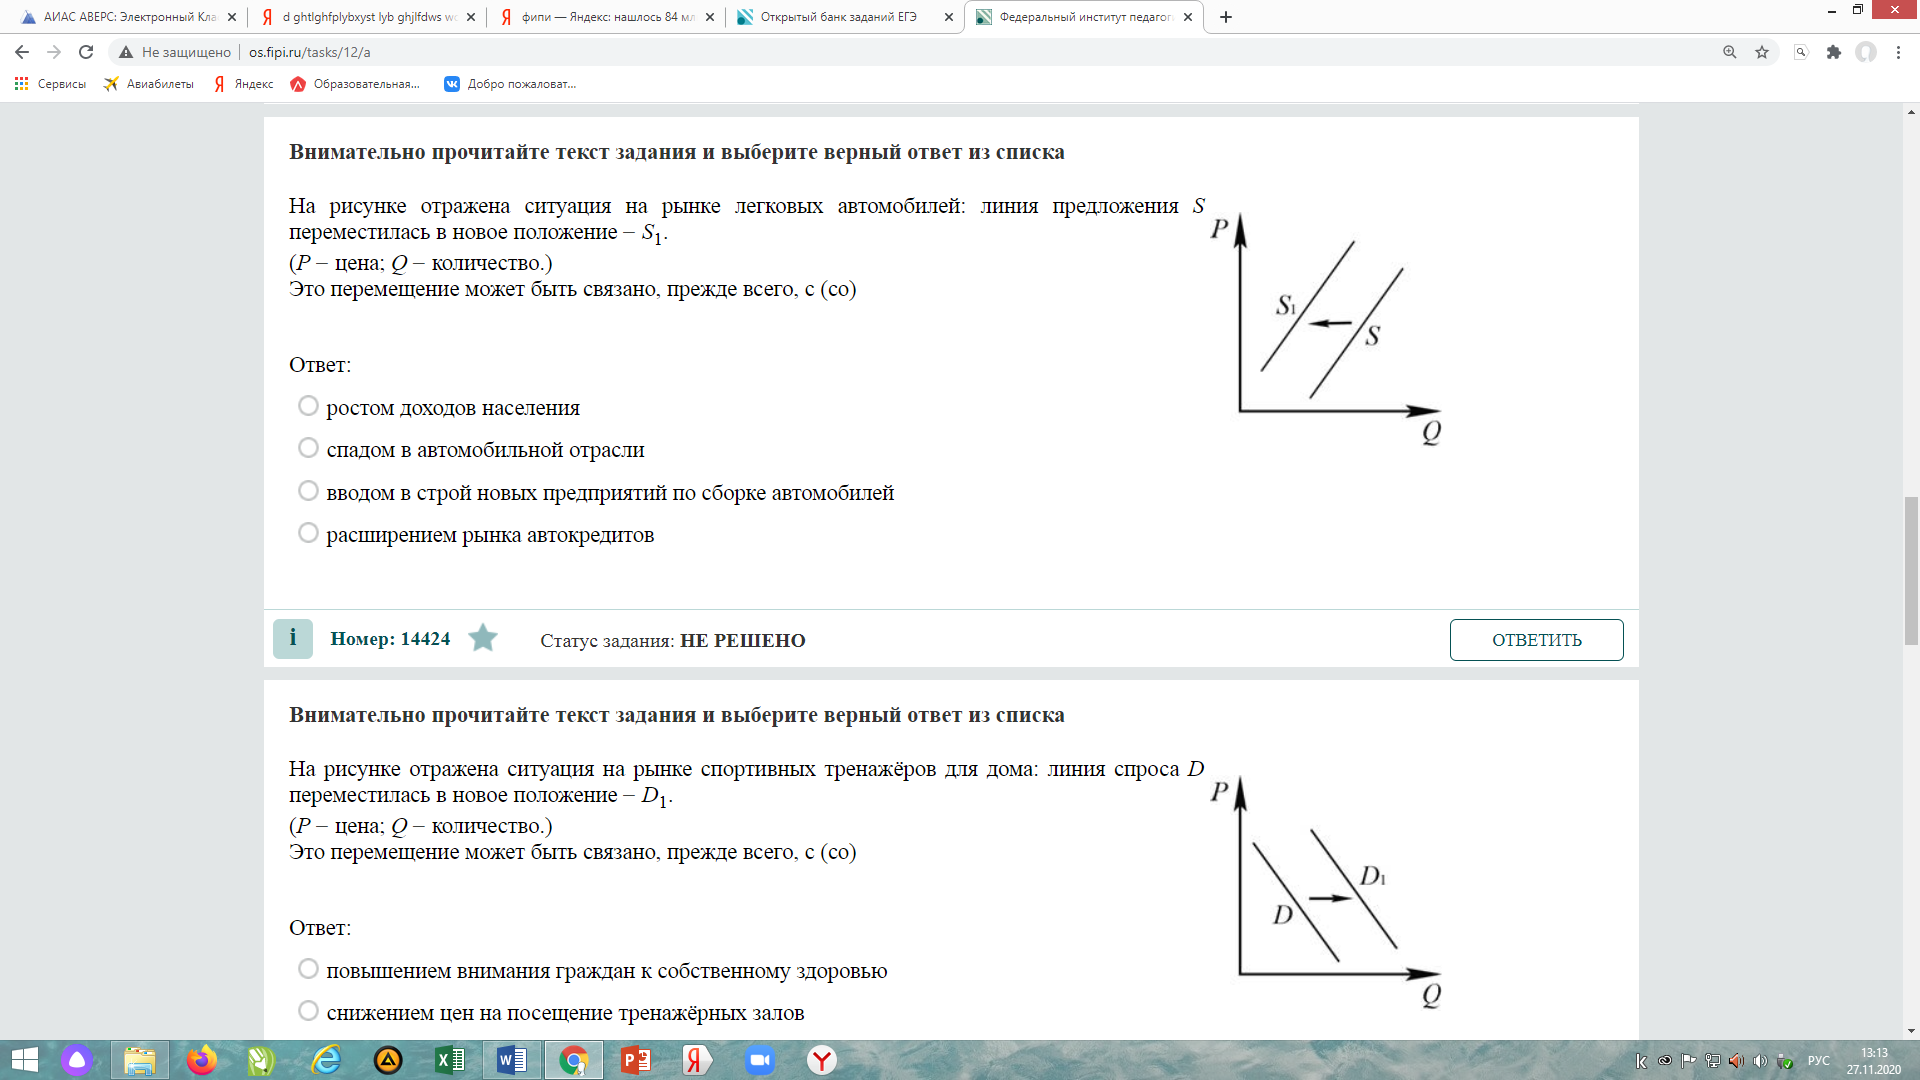 АИАС АВЕРС: Электронный Кла
d ghtlghfplybxyst lyb ghjlfdws wc
фипи — Яндекс: нашлось 84 мл
Открытый банк заданий ЕГЭ
Федеральный институт педагог
Не защищено
os.fipi.ru/tasks/12/a
Сервисы
Авиабилеты
Яндекс
Образовательная...
Добро пожаловат...
Внимательно прочитайте текст задания и выберите верный ответ из списка
На рисунке отражена ситуация на рынке легковых автомобилей: линия предложения S
переместилась в новое положение – S1.
(P – цена; Q – количество.)
Это перемещение может быть связано, прежде всего, с (со)
P
S1
S
Q
Ответ:
ростом доходов населения
спадом в автомобильной отрасли
вводом в строй новых предприятий по сборке автомобилей
расширением рынка автокредитов
i
Номер: 14424
Статус задания: НЕ РЕШЕНО
ОТВЕТИТЬ
Внимательно прочитайте текст задания и выберите верный ответ из списка
На рисунке отражена ситуация на рынке спортивных тренажёров для дома: линия спроса D
переместилась в новое положение – D1.
(P – цена; Q – количество.)
Это перемещение может быть связано, прежде всего, с (со)
P
D1
D
Q
Ответ:
повышением внимания граждан к собственному здоровью
снижением цен на посещение тренажёрных залов
РУС
13:13
27.11.2020